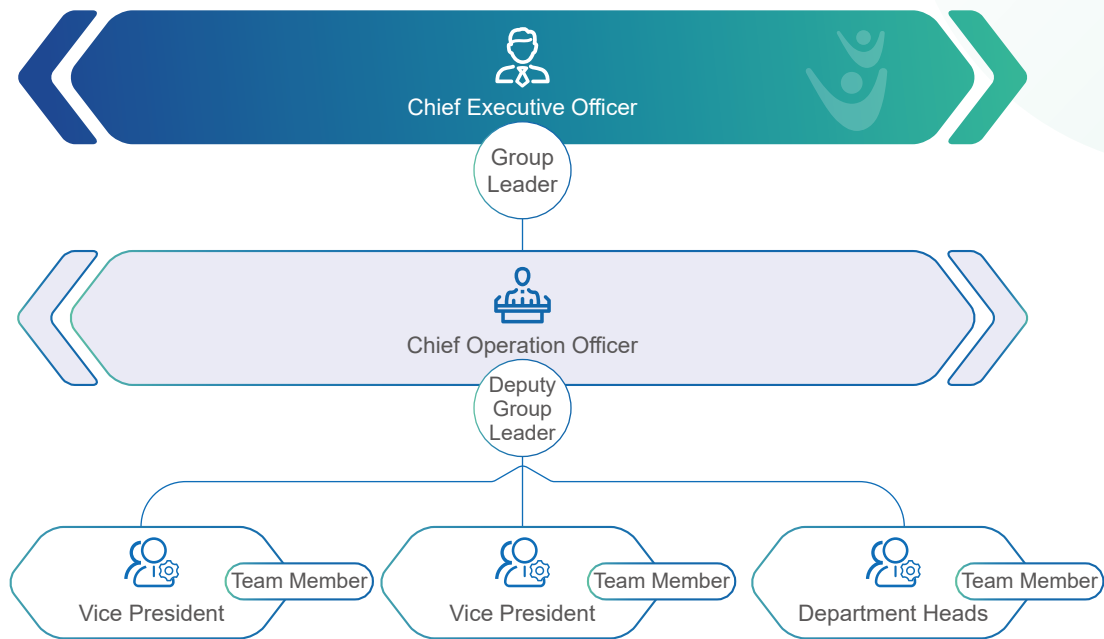 Chief Executive Officer
Group
Leader
Chief Operation Officer
Deputy
Group
Leader
Team Member
Vice President
Team Member
Vice President
Team Member
Department Heads